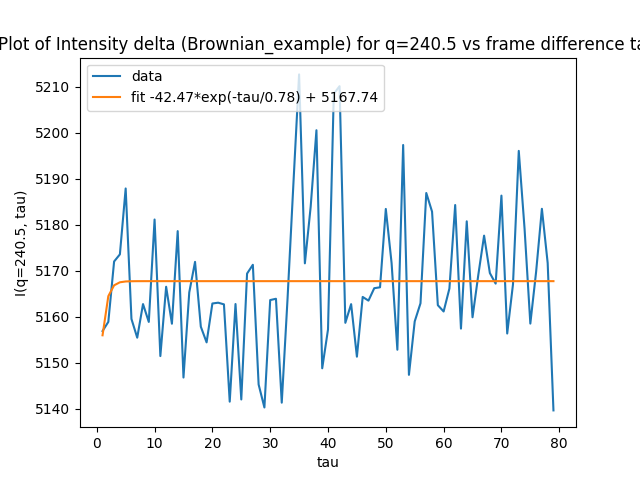 Plot of Intensity delta (Brownian_example) for q=240.5 vs frame difference ta
data
fit -42.47*exp(-tau/0.78) + 5167.74
I(q=240.5, tau)
5210
5200
5190
5180
5170
5160
5150
5140
0 10 20 30 40 50 60 70 80
tau